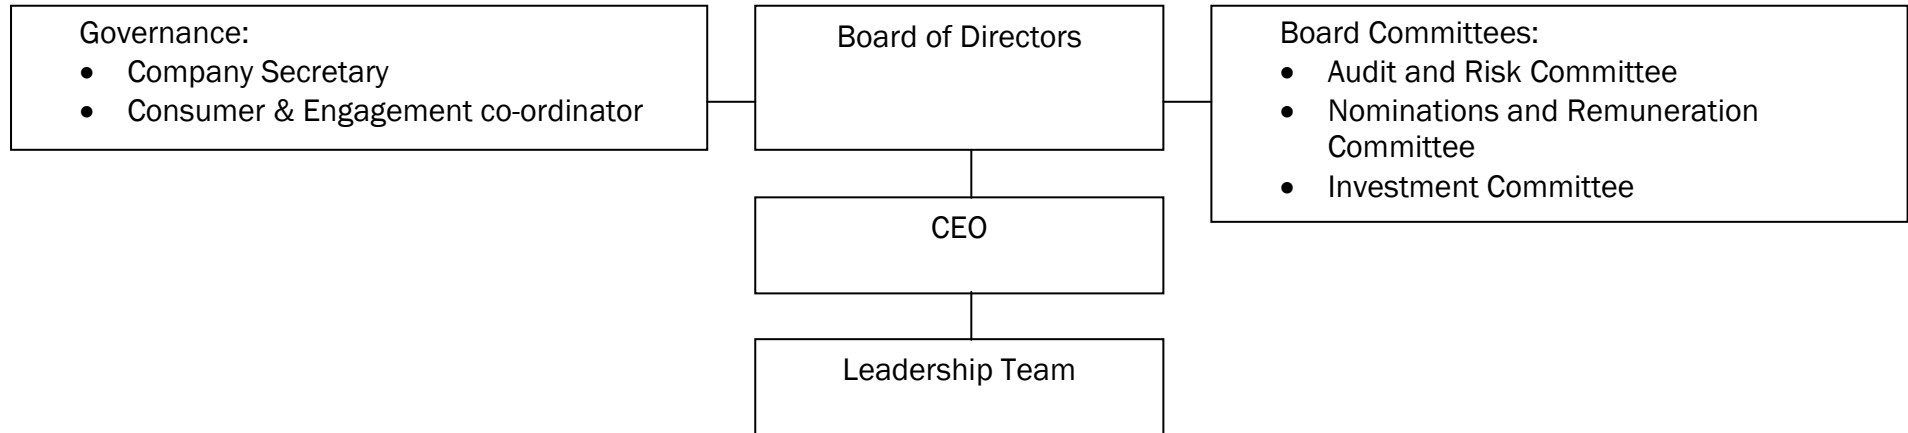 Governance:
• Company Secretary
• Consumer & Engagement co-ordinator
Board of Directors
Board Committees:
• Audit and Risk Committee
• Nominations and Remuneration
Committee
• Investment Committee
CEO
Leadership Team